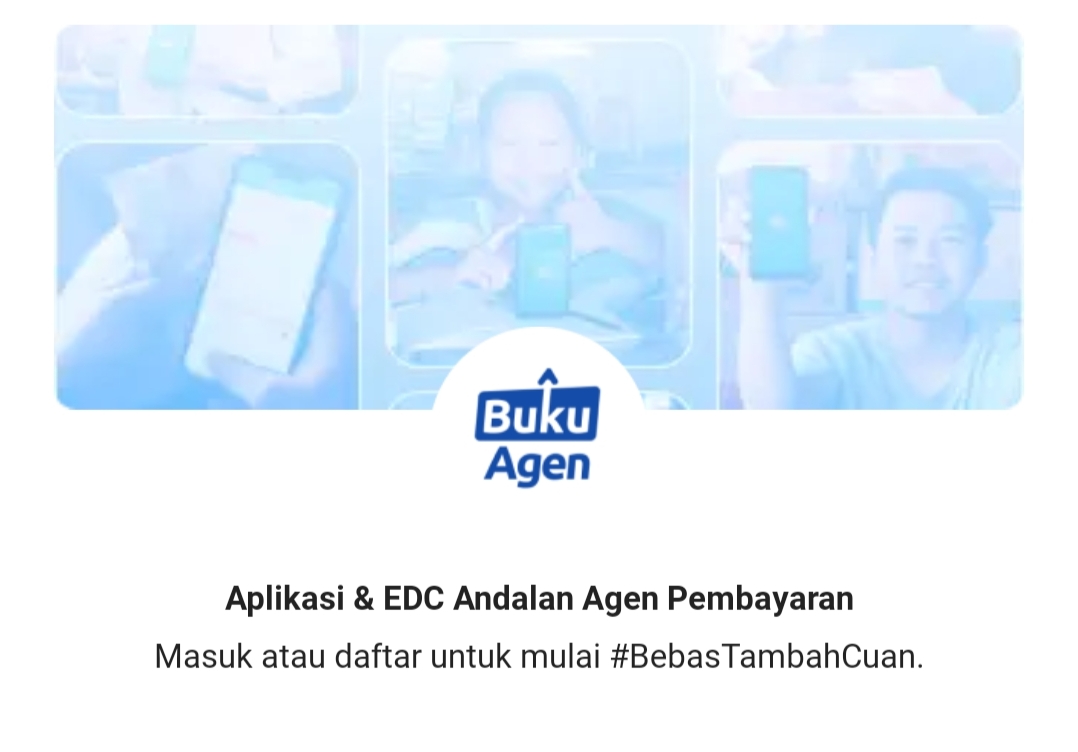 Buku
Agen
Aplikasi & EDC Andalan Agen Pembayaran
Masuk atau daftar untuk mulai #BebasTambahCuan.